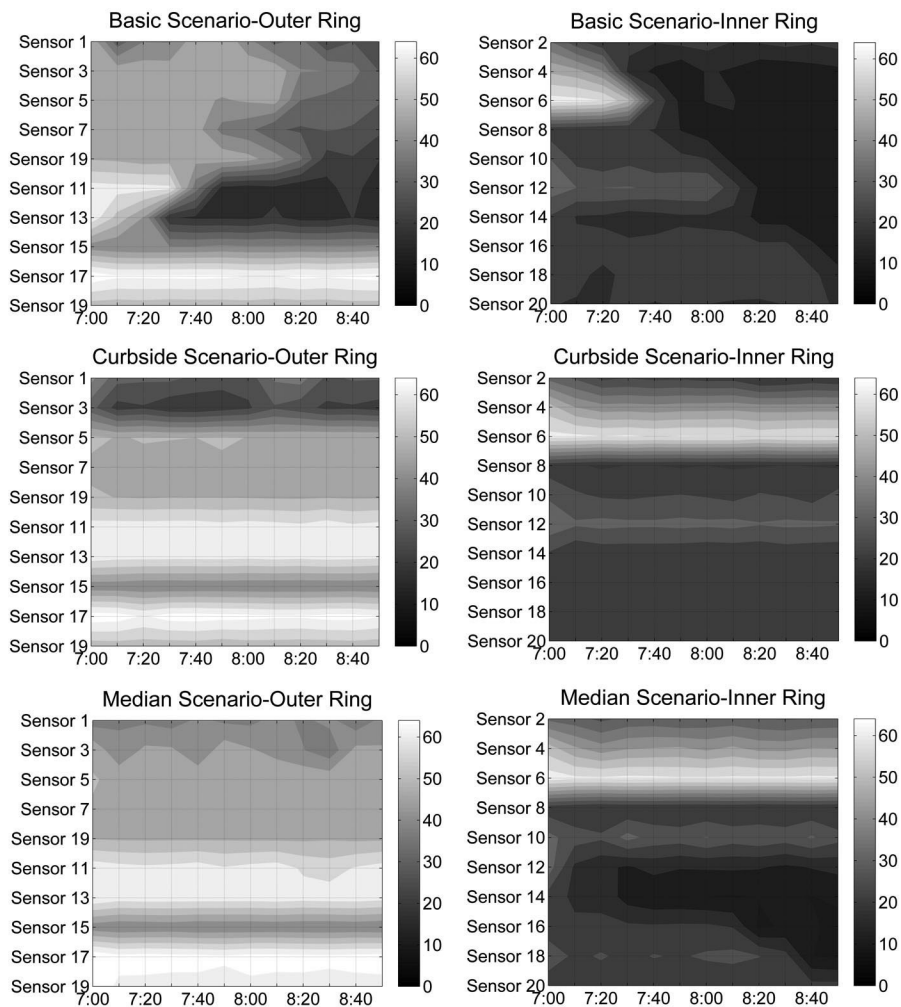 Basic Scenario-Outer Ring
Sensor 1
Sensor 3
Sensor 5
Sensor 7
Sensor 19
Sensor 11
Sensor 13
Sensor 15
Sensor 17
Sensor 19
7:00 7:20 7:40 8:00 8:20 8:40
60
50
40
30
20
10
0
Basic Scenario-Inner Ring
Sensor 2
Sensor 4
Sensor 6
Sensor 8
Sensor 10
Sensor 12
Sensor 14
Sensor 16
Sensor 18
Sensor 20
7:00 7:20 7:40 8:00 8:20 8:40
60
50
40
30
20
10
0
Curbside Scenario-Outer Ring
Sensor 1
Sensor 3
Sensor 5
Sensor 7
Sensor 19
Sensor 11
Sensor 13
Sensor 15
Sensor 17
Sensor 19
7:00 7:20 7:40 8:00 8:20 8:40
60
50
40
30
20
10
0
Curbside Scenario-Inner Ring
Sensor 2
Sensor 4
Sensor 6
Sensor 8
Sensor 10
Sensor 12
Sensor 14
Sensor 16
Sensor 18
Sensor 20
7:00 7:20 7:40 8:00 8:20 8:40
60
50
40
30
20
10
0
Median Scenario-Outer Ring
Sensor 1
Sensor 3
Sensor 5
Sensor 7
Sensor 19
Sensor 11
Sensor 13
Sensor 15
Sensor 17
Sensor 19
7:00 7:20 7:40 8:00 8:20 8:40
60
50
40
30
20
10
0
Median Scenario-Inner Ring
Sensor 2
Sensor 4
Sensor 6
Sensor 8
Sensor 10
Sensor 12
Sensor 14
Sensor 16
Sensor 18
Sensor 20
7:00 7:20 7:40 8:00 8:20 8:40
60
50
40
30
20
10
0